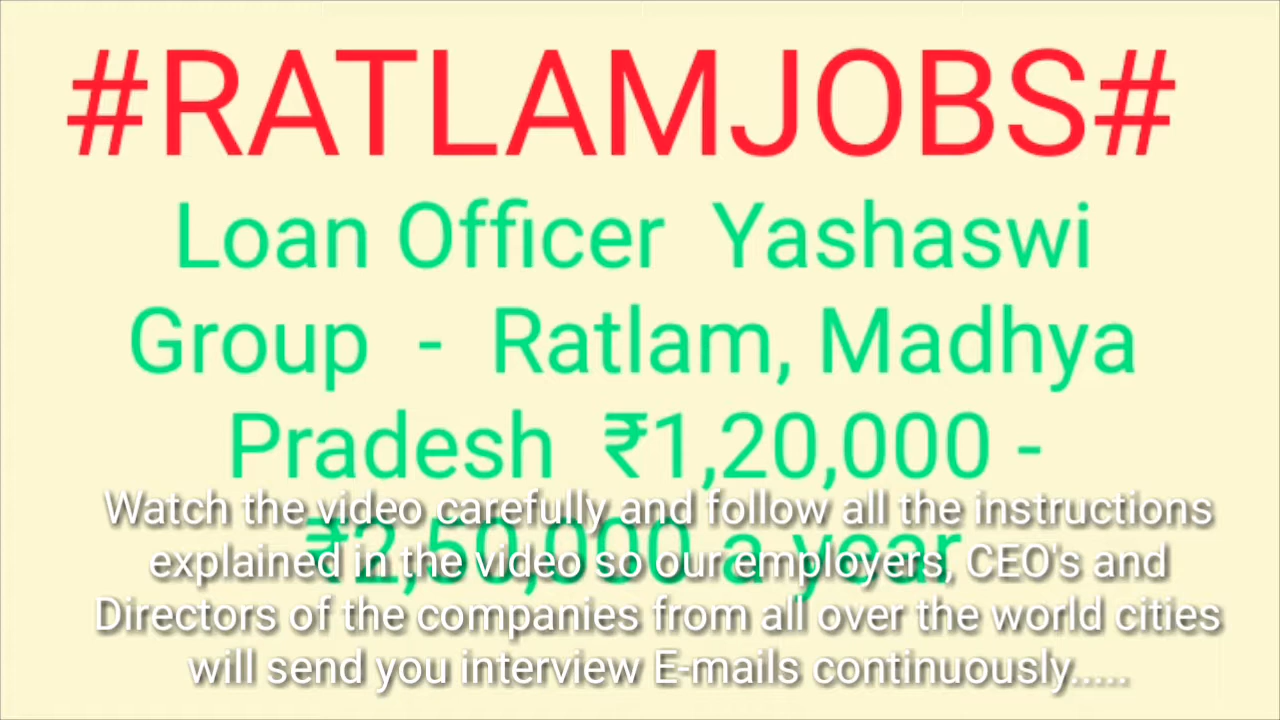 #RATLAMJOBS#
Loan Officer Yashaswi
Group - Ratlam, Madhya
Pradesh ₹1,20,000 -
₹2,50,000 a year
Watch the video carefully and follow all the instructions
explained in the video so our employers, CEO's and
Directors of the companies from all over the world cities
will send you interview E-mails continuously.....